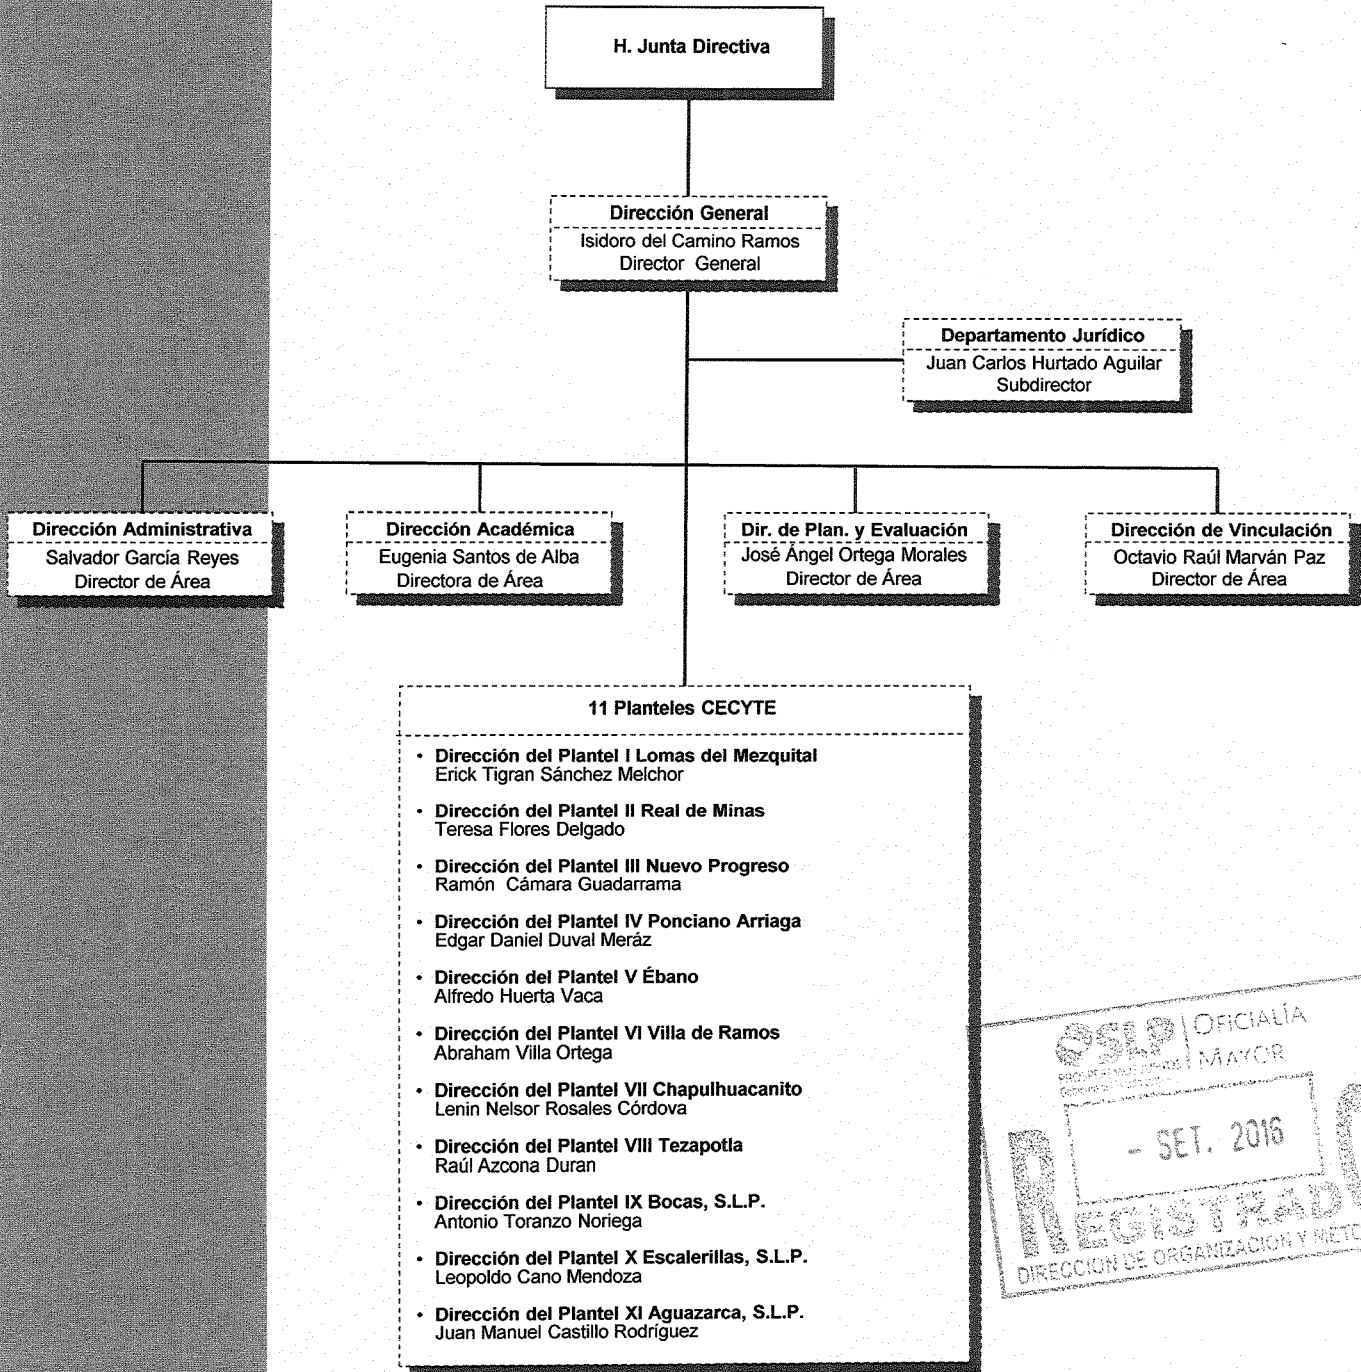 H. Junta Directiva
Dirección General
Isidoro del Camino Ramos
Director General
Departamento Jurídico
Juan Carlos Hurtado Aguilar
Subdirector
Dirección Administrativa
Salvador García Reyes
Director de Área
Dirección Académica
Eugenia Santos de Alba
Directora de Área
Dir. de Plan. y Evaluación
José Ángel Ortega Morales
Director de Área
Dirección de Vinculación
Octavio Raúl Marván Paz
Director de Área
11 Planteles CECYTE
• Dirección del Plantel I Lomas del Mezquital
Erick Tigran Sánchez Melchor
• Dirección del Plantel II Real de Minas
Teresa Flores Delgado
• Dirección del Plantel III Nuevo Progreso
Ramón Cámara Guadarrama
• Dirección del Plantel IV Ponciano Arriaga
Edgar Daniel Duval Meráz
• Dirección del Plantel V Ébano
Alfredo Huerta Vaca
• Dirección del Plantel VI Villa de Ramos
Abraham Villa Ortega
• Dirección del Plantel VII Chapulhuacanito
Lenin Nelsor Rosales Córdova
• Dirección del Plantel VIII Tezapotla
Raúl Azcona Duran
• Dirección del Plantel IX Bocas, S.L.P.
Antonio Toranzo Noriega
• Dirección del Plantel X Escalerillas, S.L.P.
Leopoldo Cano Mendoza
• Dirección del Plantel XI Aguazarca, S.L.P.
Juan Manuel Castillo Rodríguez
SLP OFICIALÍA
MAYOR
- SET. 2016
REGISTRADO
DIRECCION DE ORGANIZACION Y